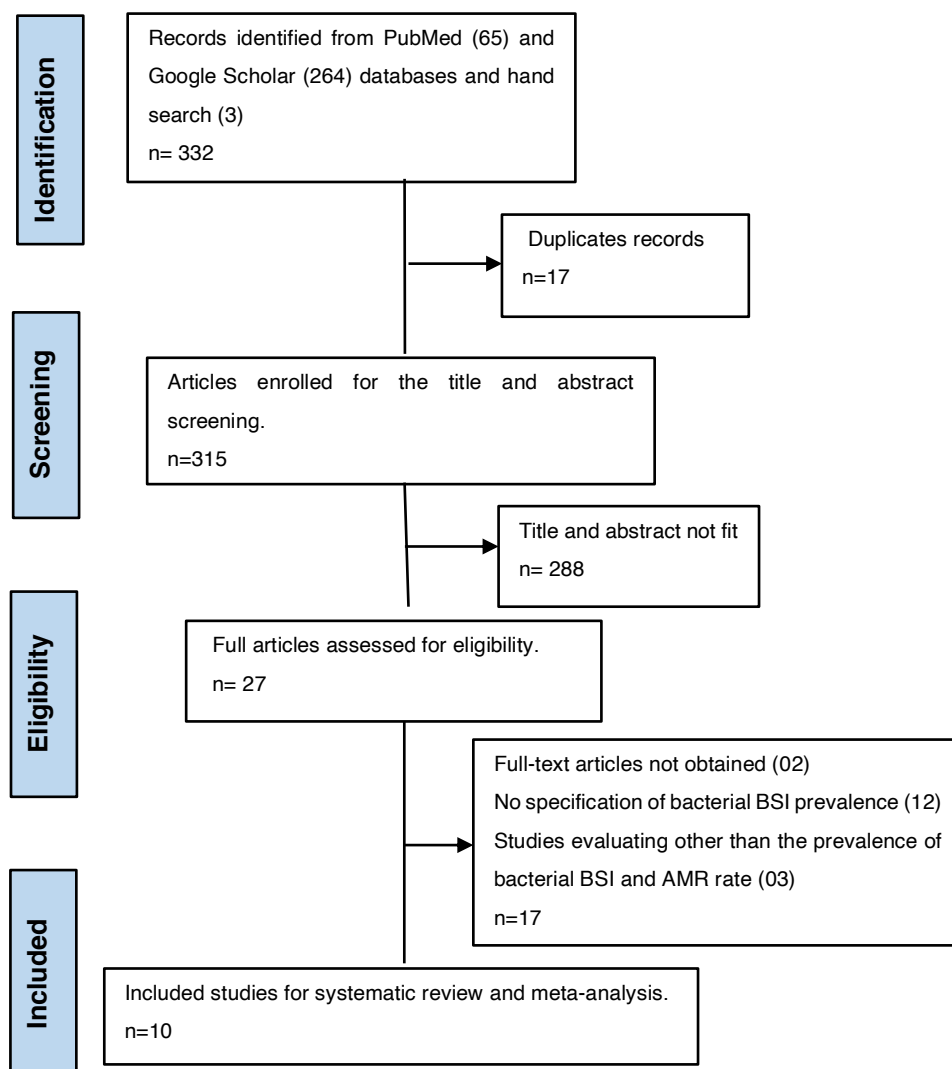 Identification
Records identified from PubMed (65) and
Google Scholar (264) databases and hand
search (3)
n= 332
Duplicates records
n=17
Screening
Articles enrolled for the title and abstract
screening.
n=315
Title and abstract not fit
n= 288
Eligibility
Full articles assessed for eligibility.
n= 27
Full-text articles not obtained (02)
No specification of bacterial BSI prevalence (12)
Studies evaluating other than the prevalence of
bacterial BSI and AMR rate (03)
n=17
Included
Included studies for systematic review and meta-analysis.
n=10